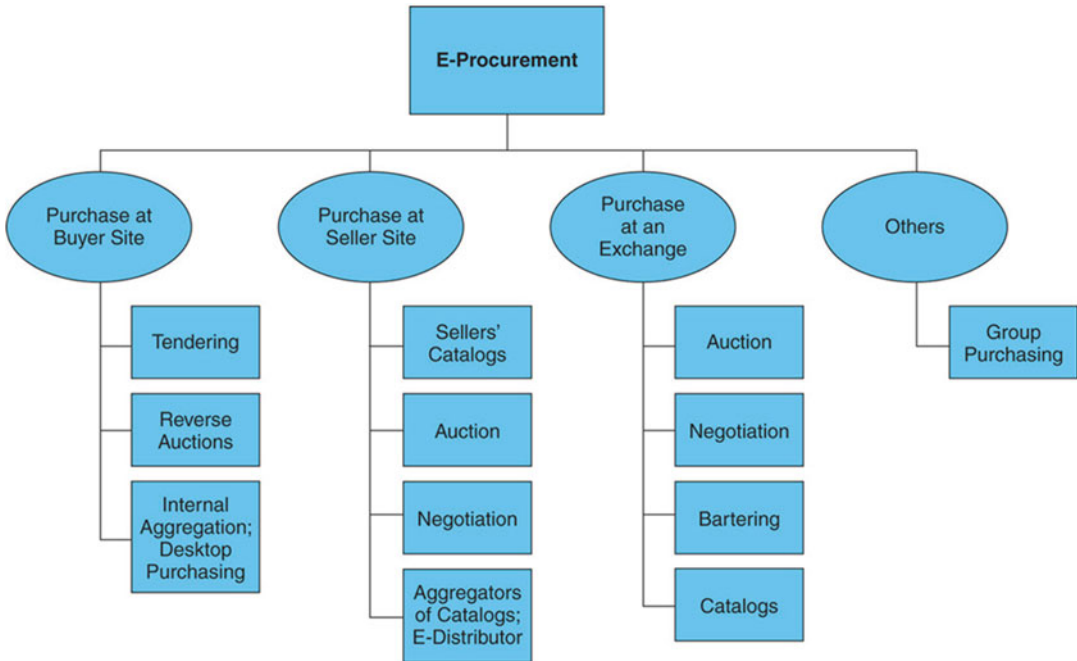 E-Procurement
Purchase at
Buyer Site
Purchase at
Seller Site
Purchase
at an
Exchange
Others
Tendering
Reverse
Auctions
Internal
Aggregation;
Desktop
Purchasing
Sellers'
Catalogs
Auction
Negotiation
Aggregators
of Catalogs;
E-Distributor
Auction
Negotiation
Bartering
Catalogs
Group
Purchasing